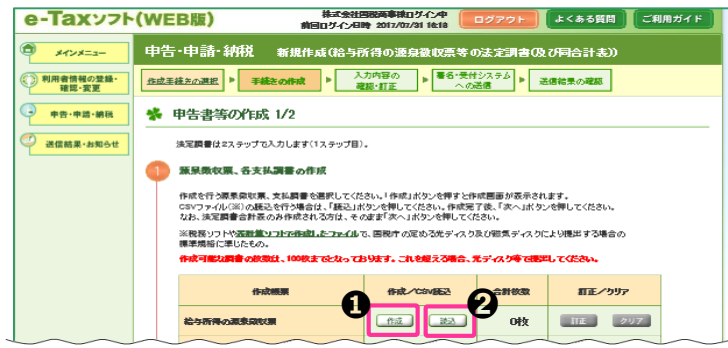 e-Taxソフト(WEB版)
株式会社国税商事様ログイン中
前回ログイン日時 2017/07/31 16:18
ログアウト
よくある質問
ご利用ガイド
メインメニュー
利用者情報の登録・
確認・変更
申告・申請・納税
送信結果・お知らせ
申告・申請・納税 新規作成(給与所得の源泉徴収票等の法定調書(及び同合計表))
作成手続きの選択
手続きの作成
入力内容の
確認・訂正
署名・受付システム
への送信
送信結果の確認
申告書等の作成 1/2
法定調書は2ステップで入力します(1ステップ目)。
1 源泉徴収票、各支払調書の作成
作成を行う源泉徴収票、支払調書を選択してください。「作成」ボタンを押すと作成画面が表示されます。
CSVファイル(※)の読込を行う場合は、「読込」ボタンを押してください。作成完了後、「次へ」ボタンを押してください。
なお、法定調書合計表のみ作成される方は、そのまま「次へ」ボタンを押してください。
※税務ソフトや表計算ソフトで作成したファイルで、国税庁の定める光ディスク及び磁気ディスクにより提出する場合の
標準規格に準じたもの。
作成可能な調書の枚数は、100枚までとなっております。これを超える場合、光ディスク等で提出してください。
作成帳票
作成/CSV読込
合計枚数
訂正/クリア
❶
❷
給与所得の源泉徴収票
作成
読込
0枚
訂正
クリア